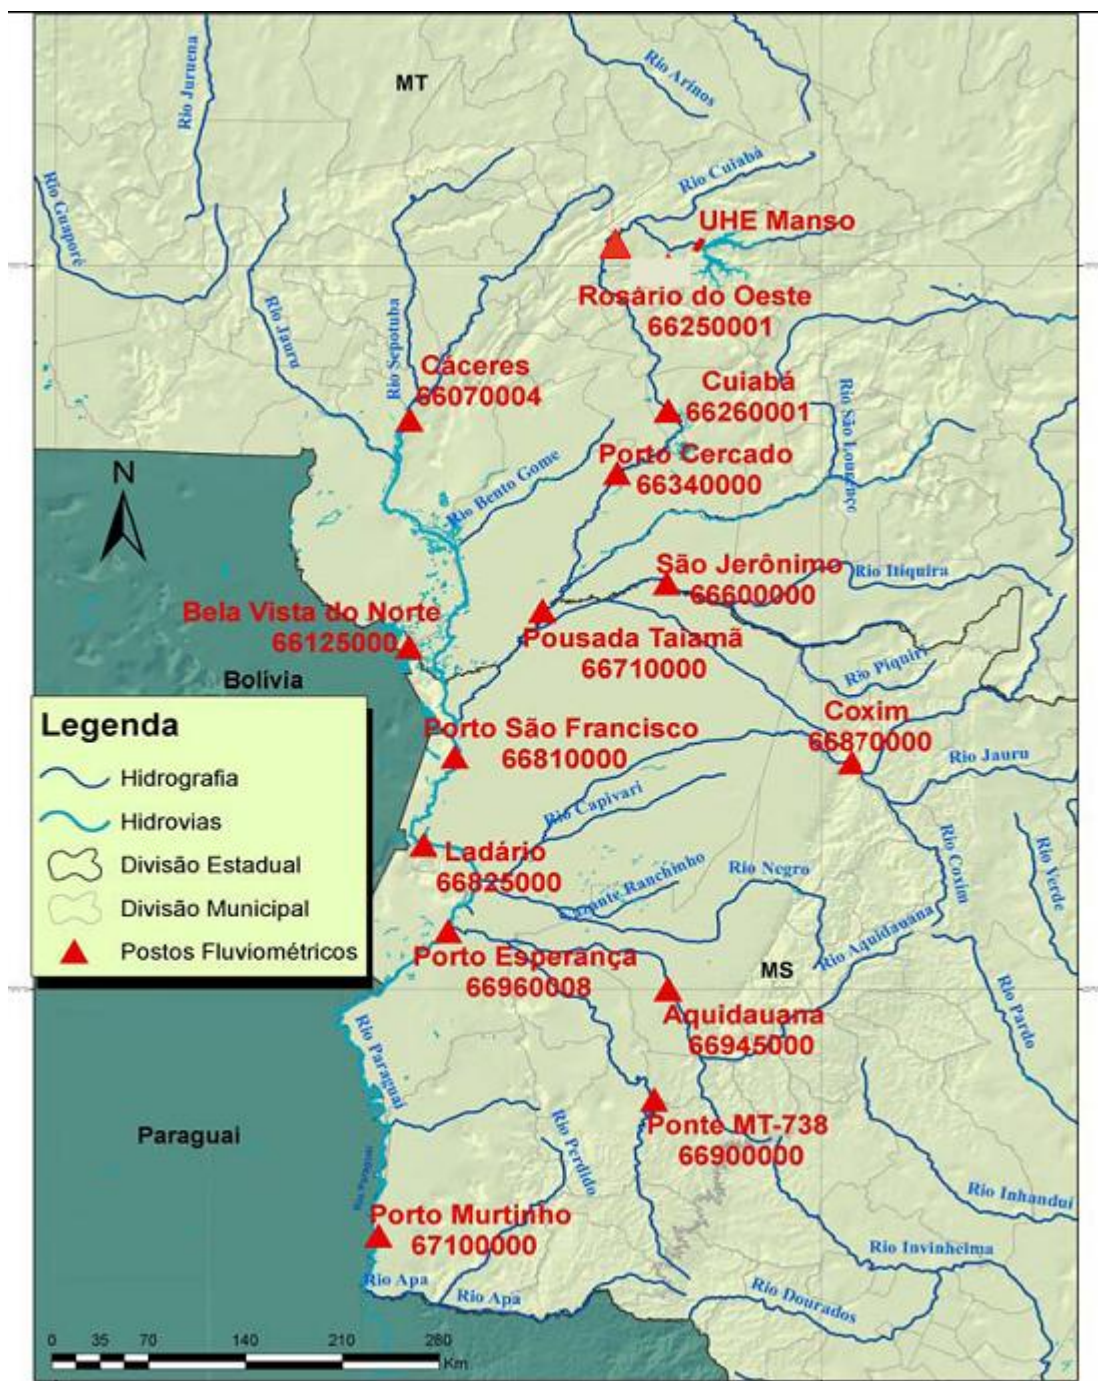 MT
Rio Juruena
Rio Arinos
Rio Guaporé
Rio Cuiabá
UHE Manso
Rosário do Oeste
66250001
Rio Jauru
Rio Sepotuba
Cáceres
66070004
Cuiabá
66260001
Rio São Lourenço
Porto Cercado
66340000
N
Rio Bento Gome
São Jerônimo
66600000
Rio Itiquira
Bela Vista do Norte
66125000
Pousada Taiamã
66710000
Rio Piquiri
Bolívia
Coxim
66870000
Porto São Francisco
66810000
Rio Jauru
Legenda
Hidrografia
Hidrovias
Divisão Estadual
Divisão Municipal
Postos Fluviométricos
Rio Capivari
Ladário
66825000
Ranchinho
Rio Negro
Rio Coxim
Rio Verde
Rio Aquidauana
Porto Esperança
66960008
MS
Aquidauana
66945000
Rio Pardo
Rio Paraguai
Paraguai
Ponte MT-738
66900000
Rio Perdido
Rio Paraguai
Porto Murtinho
67100000
Rio Inhanduí
Rio Invinheima
Rio Apa
Rio Apa
Rio Dourados
0 35 70 140 210 280
Km